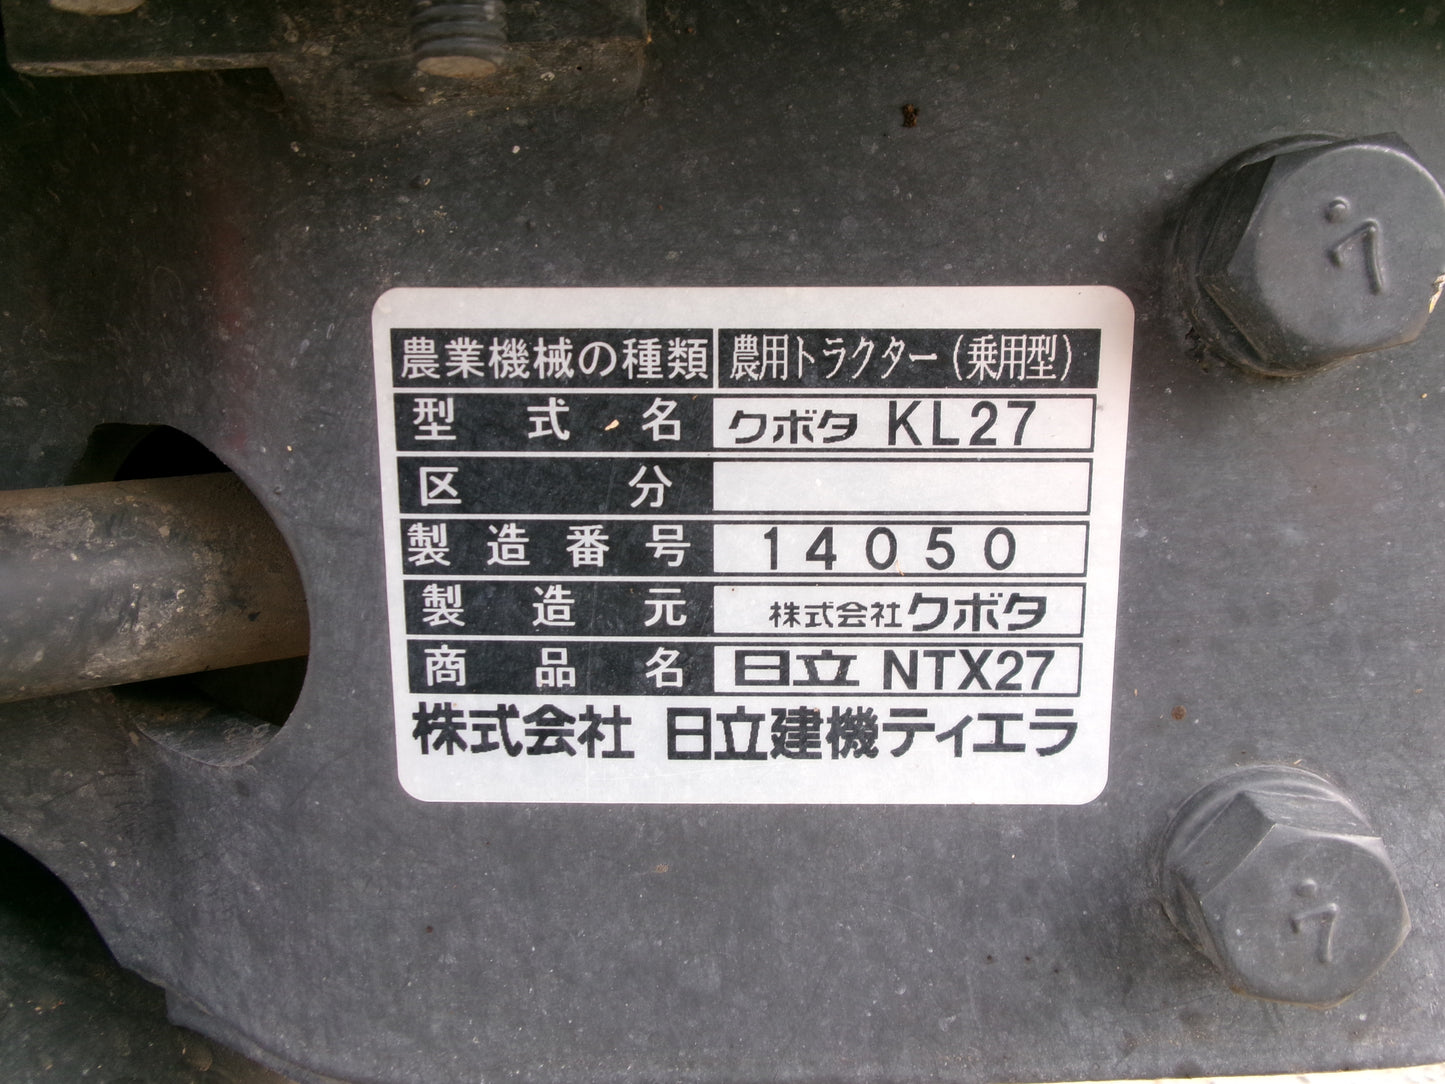 農業機械の種類 農用トラクター(乗用型)
型式名 クボタ KL27
区分
製造番号 14050
製造元 株式会社クボタ
商品名 日立 NTX27
株式会社 日立建機ティエラ
7
7